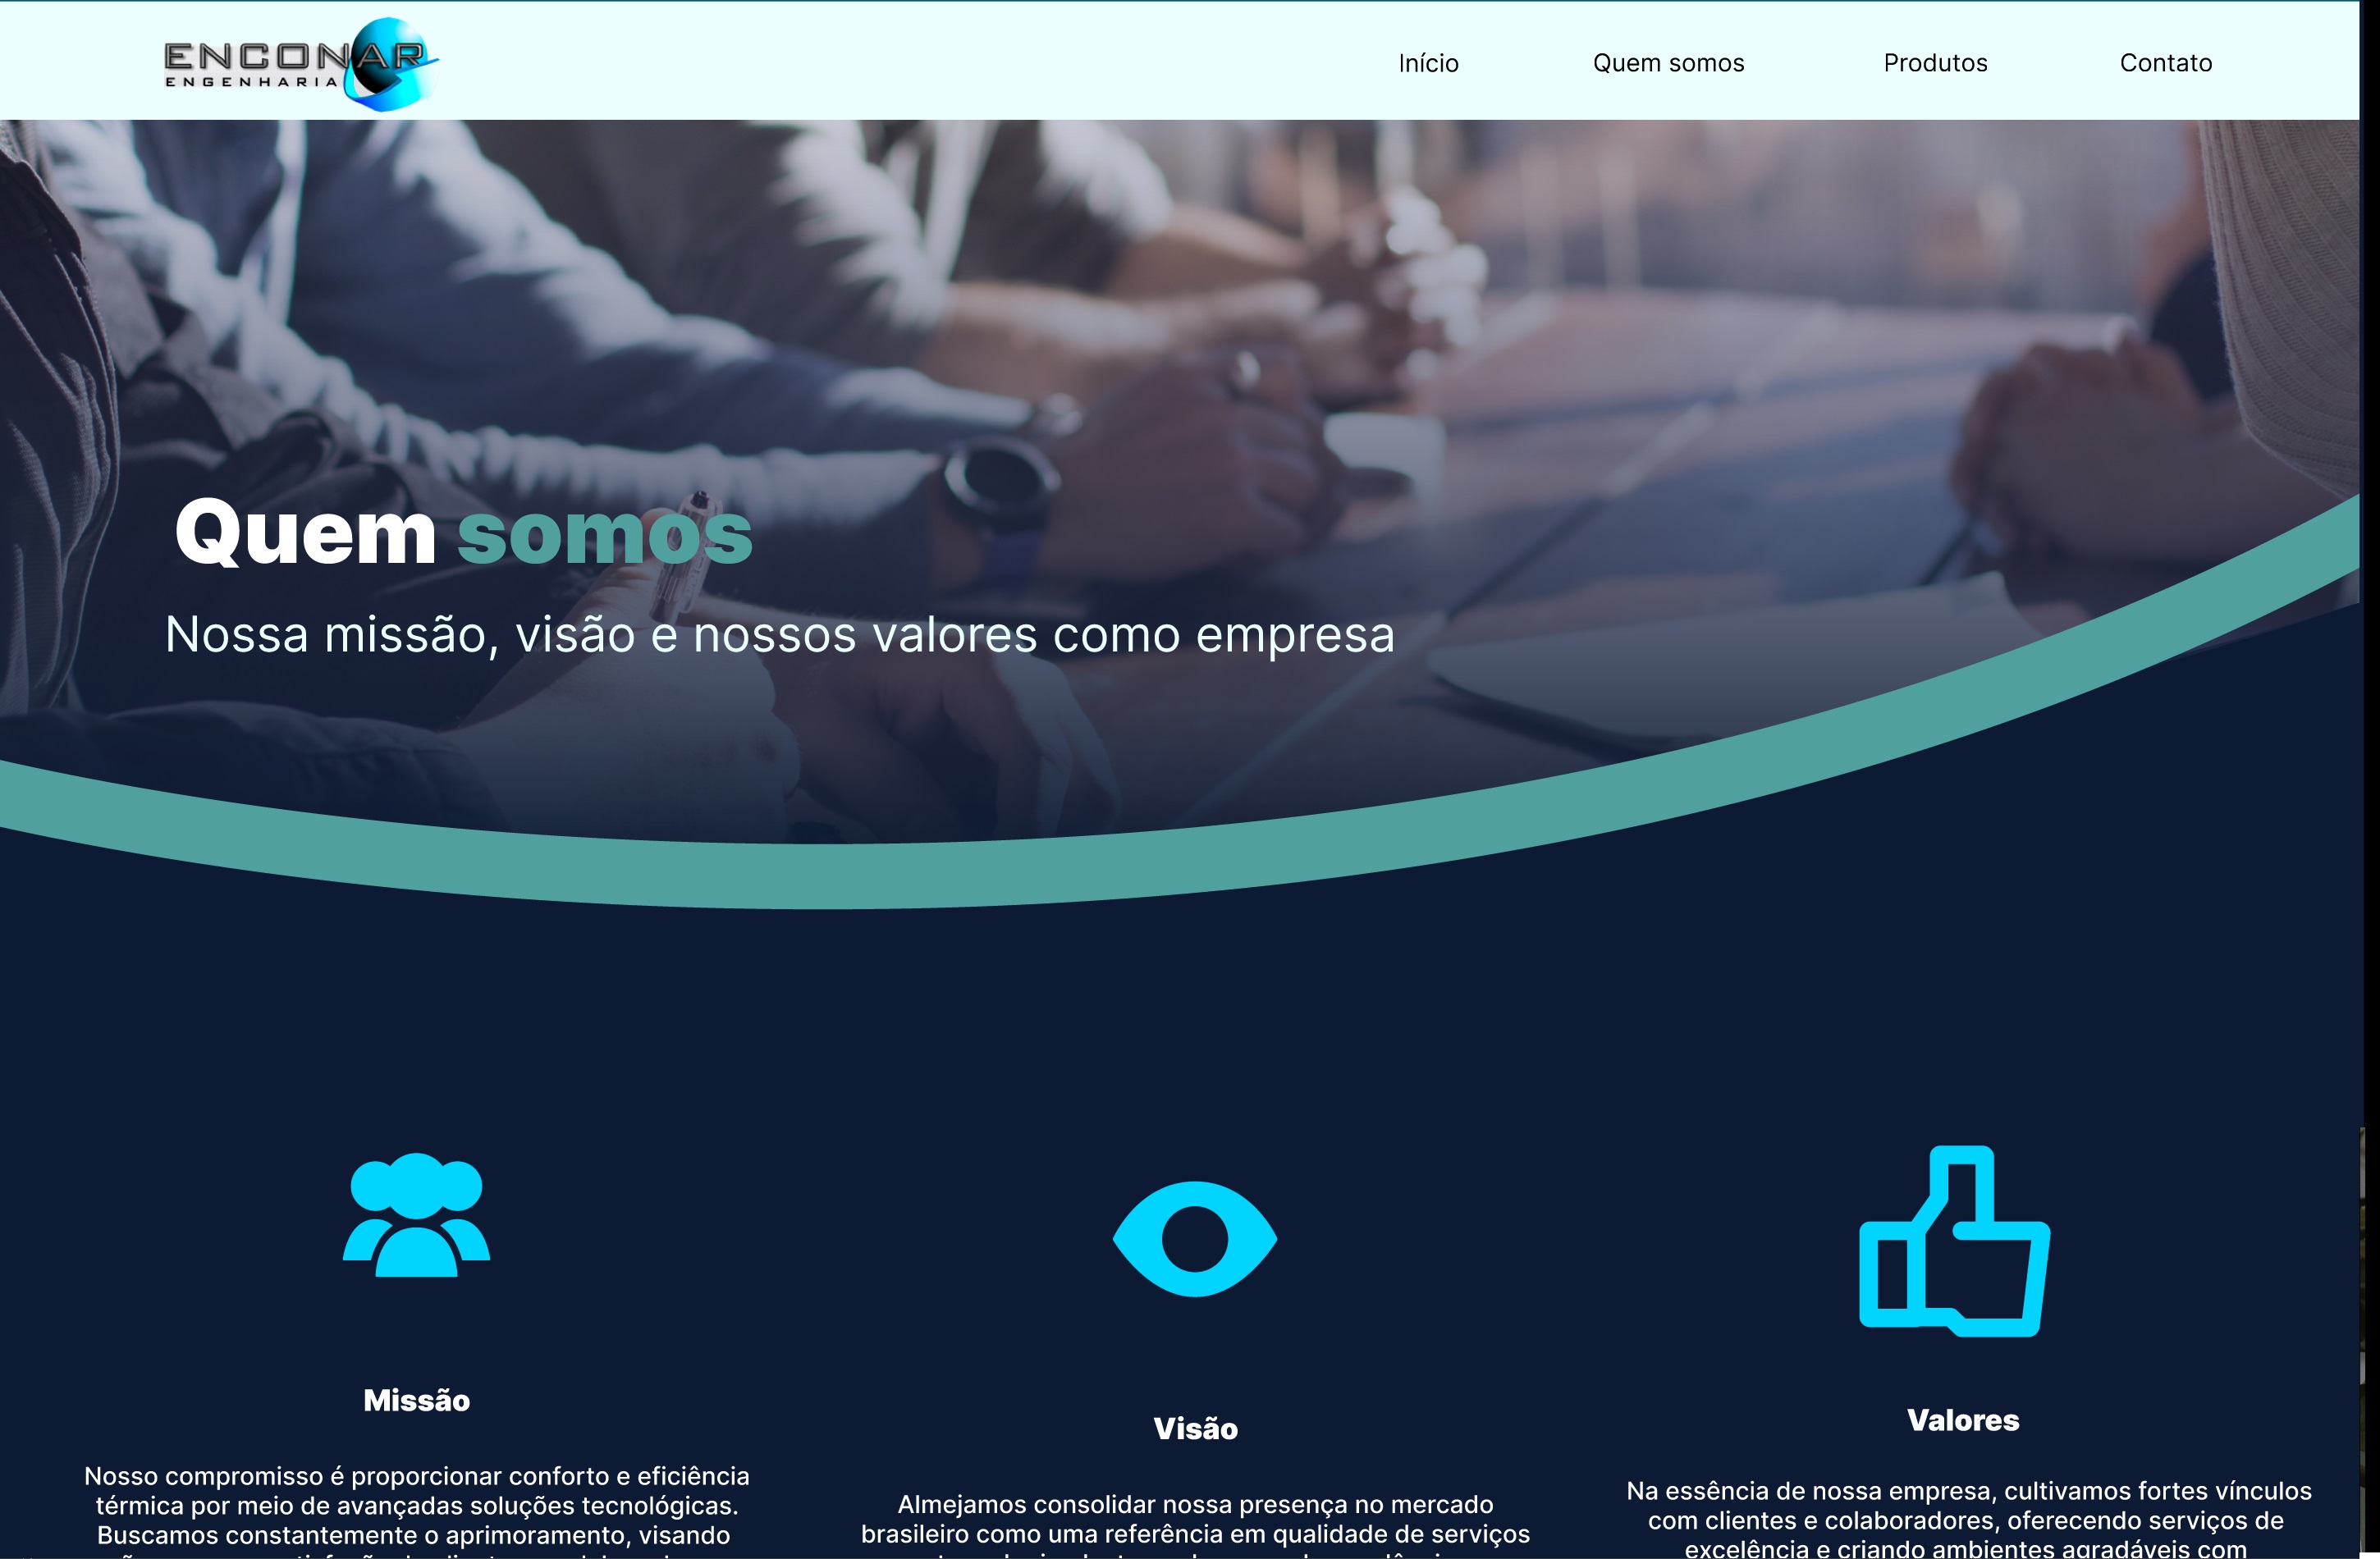 ENCONAR
ENGENHARIA
Início
Quem somos
Produtos
Contato
Quem somos
Nossa missão, visão e nossos valores como empresa
Missão
Nosso compromisso é proporcionar conforto e eficiência
térmica por meio de avançadas soluções tecnológicas.
Buscamos constantemente o aprimoramento, visando
Visão
Almejamos consolidar nossa presença no mercado
brasileiro como uma referência em qualidade de serviços
Valores
Na essência de nossa empresa, cultivamos fortes vínculos
com clientes e colaboradores, oferecendo serviços de
excelência e criando ambientes agradáveis com